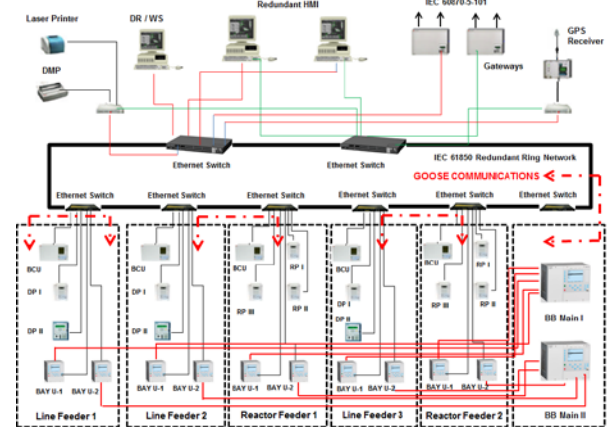 Redundant HMI
IEC 60870-5-101
Laser Printer
DR / WS
GPS
Receiver
DMP
Gateways
Ethernet Switch
Ethernet Switch
IEC 61850 Redundant Ring Network
GOOSE COMMUNICATIONS
Ethernet Switch
Ethernet Switch
Ethernet Switch
Ethernet Switch
Ethernet Switch
Ethernet Switch
BCU
DP I
DP II
BAY U-1
BAY U-2
Line Feeder 1
BCU
DP I
DP II
BAY U-1
BAY U-2
Line Feeder 2
BCU
RP I
RP III
RP II
BAY U-1
BAY U-2
Reactor Feeder 1
BCU
DP I
DP II
BAY U-1
BAY U-2
Line Feeder 3
BCU
RP I
RP III
RP II
BAY U-1
BAY U-2
Reactor Feeder 2
BB Main I
BB Main II